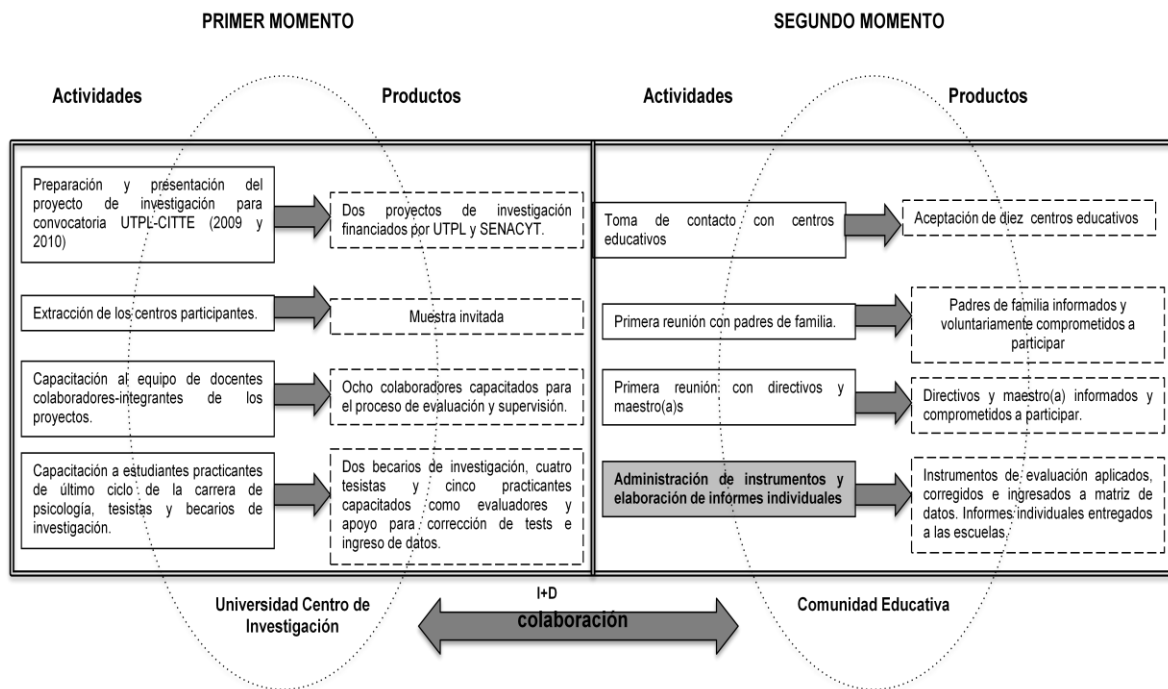 PRIMER MOMENTO
SEGUNDO MOMENTO
Actividades
Productos
Actividades
Productos
Preparación y presentación del
proyecto de investigación para
convocatoria UTPL-CITTE (2009 y
2010)
Dos proyectos de investigación
financiados por UTPL y SENACYT.
Extracción de los centros participantes.
Muestra invitada
Capacitación al equipo de docentes
colaboradores-integrantes de los
proyectos.
Ocho colaboradores capacitados para
el proceso de evaluación y supervisión.
Capacitación a estudiantes practicantes
de último ciclo de la carrera de
psicología, tesistas y becarios de
investigación.
Dos becarios de investigación, cuatro
tesistas y cinco practicantes
capacitados como evaluadores y
apoyo para corrección de tests e
ingreso de datos.
Toma de contacto con centros
educativos
Aceptación de diez centros educativos
Primera reunión con padres de familia.
Padres de familia informados y
voluntariamente comprometidos a
participar
Primera reunión con directivos y
maestro(a)s
Directivos y maestro(a) informados y
comprometidos a participar.
Administración de instrumentos y
elaboración de informes individuales
Instrumentos de evaluación aplicados,
corregidos e ingresados a matriz de
datos. Informes individuales entregados
a las escuelas.
Universidad Centro de
Investigación
I+D
colaboración
Comunidad Educativa